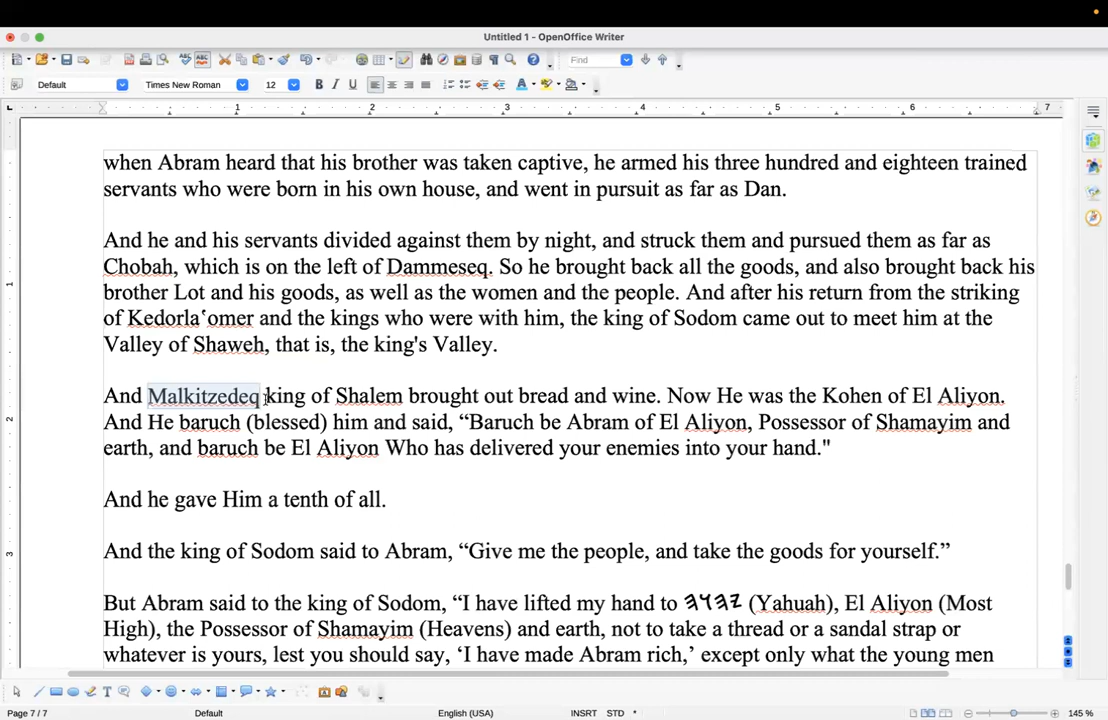 Untitled 1 - OpenOffice Writer
Find
Default
Times New Roman
12
B I U
1 2 3 4 5 6 7
when Abram heard that his brother was taken captive, he armed his three hundred and eighteen trained
servants who were born in his own house, and went in pursuit as far as Dan.
And he and his servants divided against them by night, and struck them and pursued them as far as
Chobah, which is on the left of Dammeseq. So he brought back all the goods, and also brought back his
brother Lot and his goods, as well as the women and the people. And after his return from the striking
of Kedorlaʽomer and the kings who were with him, the king of Sodom came out to meet him at the
Valley of Shaweh, that is, the king's Valley.
And Malkitzedeq king of Shalem brought out bread and wine. Now He was the Kohen of El Aliyon.
And He baruch (blessed) him and said, “Baruch be Abram of El Aliyon, Possessor of Shamayim and
earth, and baruch be El Aliyon Who has delivered your enemies into your hand."
And he gave Him a tenth of all.
And the king of Sodom said to Abram, “Give me the people, and take the goods for yourself.”
But Abram said to the king of Sodom, “I have lifted my hand to 𐤉𐤄𐤅𐤄 (Yahuah), El Aliyon (Most
High), the Possessor of Shamayim (Heavens) and earth, not to take a thread or a sandal strap or
whatever is yours, lest you should say, ‘I have made Abram rich,’ except only what the young men
Page 7 / 7
Default
English (USA)
INSRT
STD
*
145 %